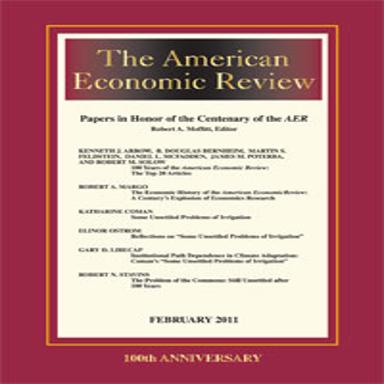 The American
Economic Review
Papers in Honor of the Centenary of the AER
Robert A. Moffitt, Editor
KENNETH J. ARROW, B. DOUGLAS BERNHEIM, MARTIN S.
FELDSTEIN, DANIEL L. MCFADDEN, JAMES M. POTERBA,
AND ROBERT M. SOLOW
100 Years of the American Economic Review:
The Top 20 Articles
ROBERT A. MARGO
The Economic History of the American Economic Review:
A Century's Explosion of Economics Research
KATHARINE COMAN
Some Unsettled Problems of Irrigation
ELINOR OSTROM
Reflections on "Some Unsettled Problems of Irrigation"
GARY D. LIBECAP
Institutional Path Dependence in Climate Adaptation:
Coman's "Some Unsettled Problems of Irrigation"
ROBERT N. STAVINS
The Problem of the Commons: Still Unsettled after
100 Years
FEBRUARY 2011
100th ANNIVERSARY